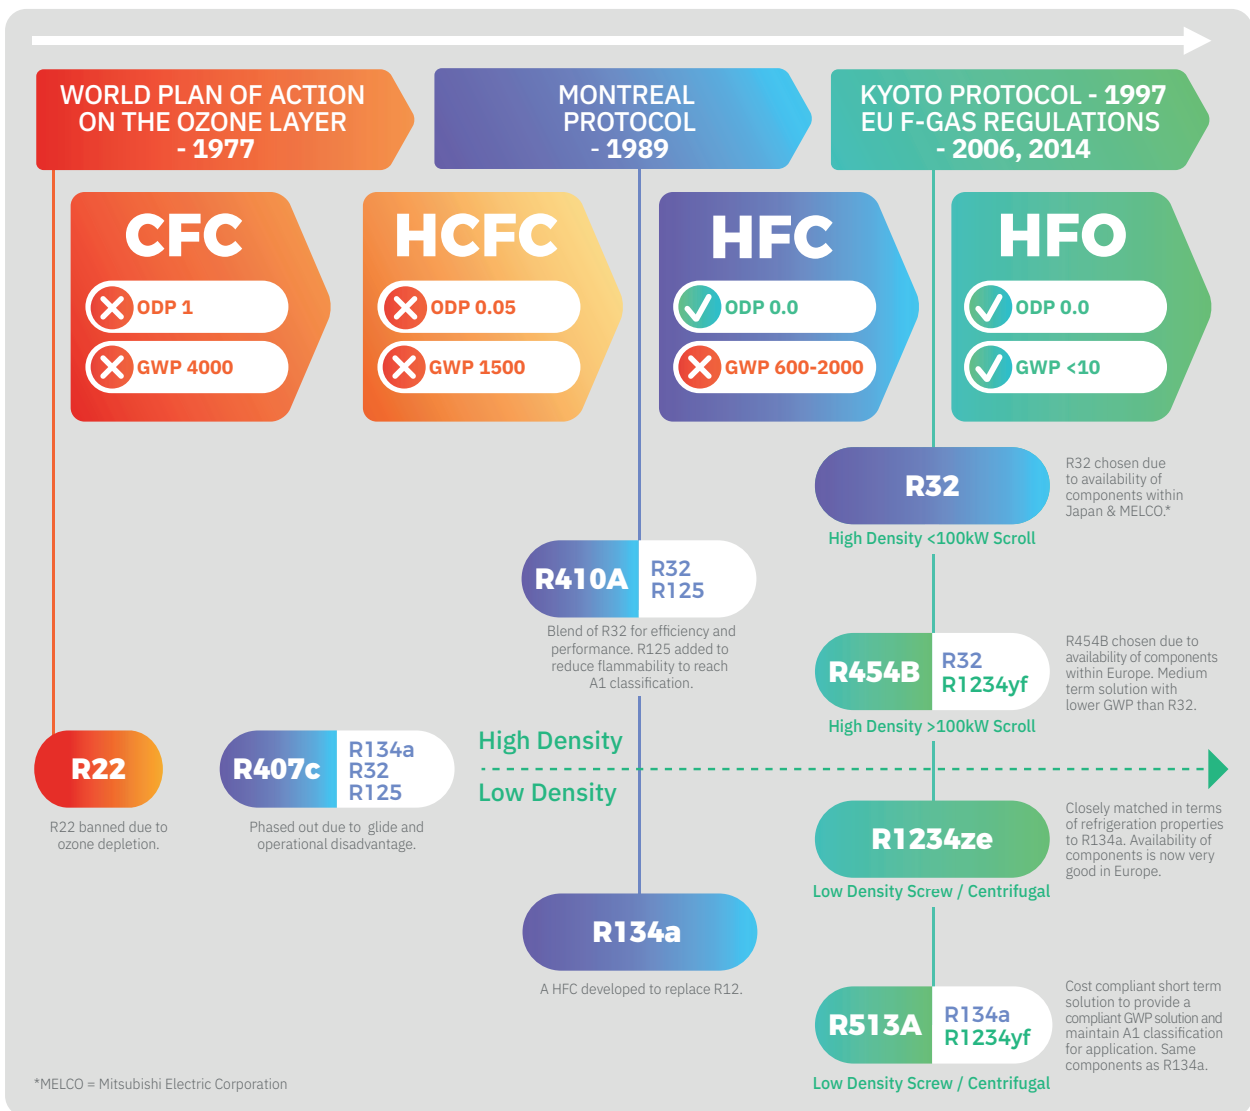 WORLD PLAN OF ACTION
ON THE OZONE LAYER
- 1977
MONTREAL
PROTOCOL
- 1989
KYOTO PROTOCOL - 1997
EU F-GAS REGULATIONS
- 2006, 2014
CFC
ODP 1
GWP 4000
HCFC
ODP 0.05
GWP 1500
HFC
ODP 0.0
GWP 600-2000
HFO
ODP 0.0
GWP <10
R32
High Density <100kW Scroll
R32 chosen due
to availability of
components within
Japan & MELCO.*
R410A
R32
R125
Blend of R32 for efficiency and
performance. R125 added to
reduce flammability to reach
A1 classification.
R454B
R32
R1234yf
High Density >100kW Scroll
R454B chosen due to
availability of components
within Europe. Medium
term solution with
lower GWP than R32.
R22
R22 banned due to
ozone depletion.
R407c
R134a
R32
R125
Phased out due to glide and
operational disadvantage.
High Density
Low Density
R1234ze
Low Density Screw / Centrifugal
Closely matched in terms
of refrigeration properties
to R134a. Availability of
components is now very
good in Europe.
R134a
A HFC developed to replace R12.
R513A
R134a
R1234yf
Low Density Screw / Centrifugal
Cost compliant short term
solution to provide a
compliant GWP solution and
maintain A1 classification
for application. Same
components as R134a.
*MELCO = Mitsubishi Electric Corporation